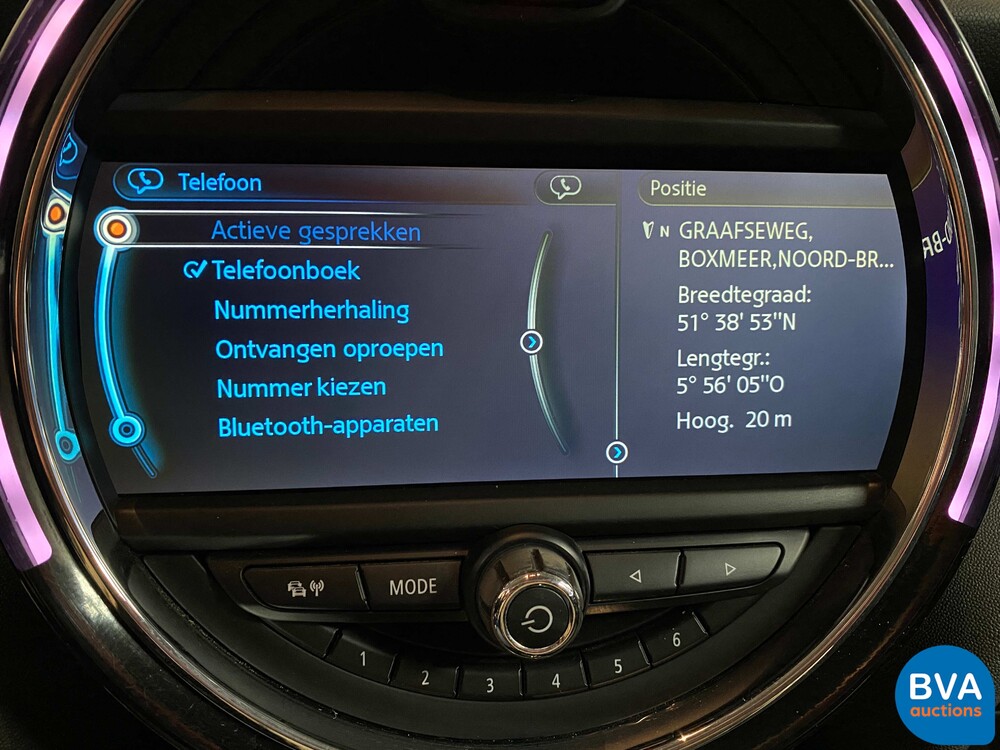 Telefoon
Actieve gesprekken
Telefoonboek
Nummerherhaling
Ontvangen oproepen
Nummer kiezen
Bluetooth-apparaten
Positie
N GRAAFSEWEG,
BOXMEER,NOORD-BR...
Breedtegraad:
51° 38' 53"N
Lengtegr.:
5° 56' 05"O
Hoog. 20 m
MODE
1
2
3
4
5
6
BVA
auctions